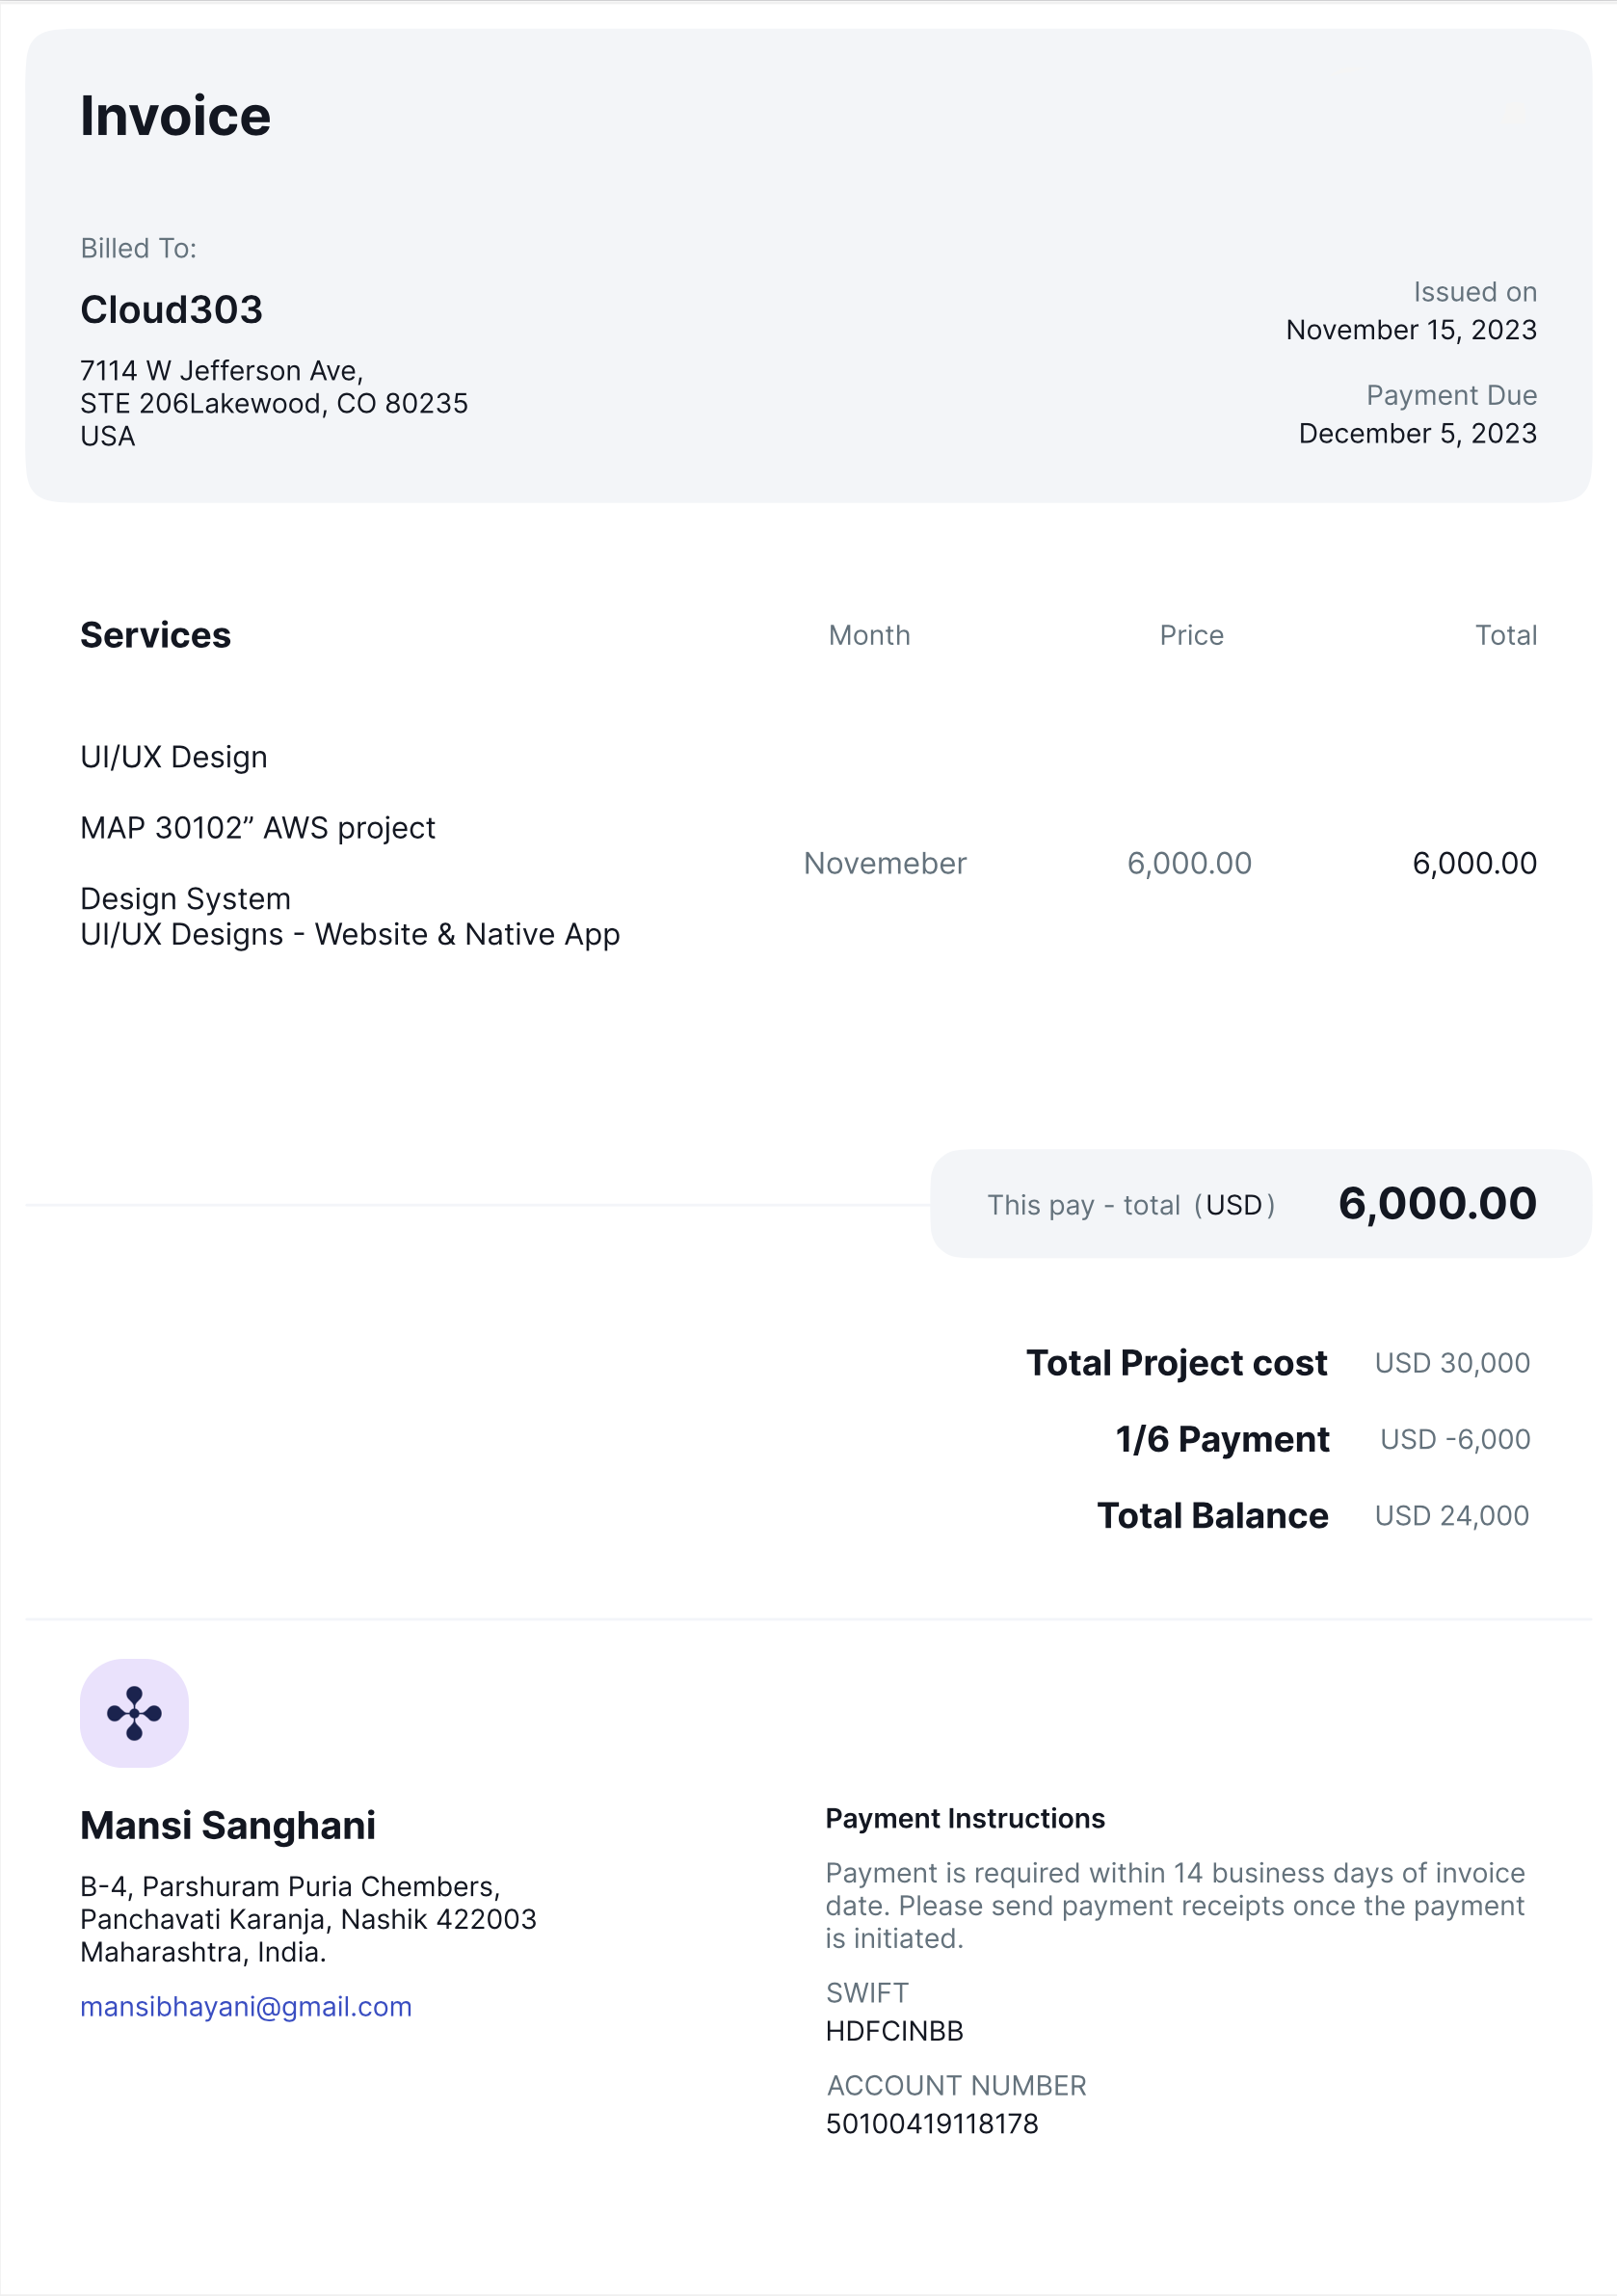 Invoice
Billed To:
Cloud303
7114 W Jefferson Ave,
STE 206Lakewood, CO 80235
USA
Issued on
November 15, 2023
Payment Due
December 5, 2023
Services Month Price Total
UI/UX Design
MAP 30102” AWS project
Design System
UI/UX Designs - Website & Native App
Novemeber 6,000.00 6,000.00
This pay - total (USD) 6,000.00
Total Project cost USD 30,000
1/6 Payment USD -6,000
Total Balance USD 24,000
Mansi Sanghani
B-4, Parshuram Puria Chembers,
Panchavati Karanja, Nashik 422003
Maharashtra, India.
mansibhayani@gmail.com
Payment Instructions
Payment is required within 14 business days of invoice
date. Please send payment receipts once the payment
is initiated.
SWIFT
HDFCINBB
ACCOUNT NUMBER
50100419118178